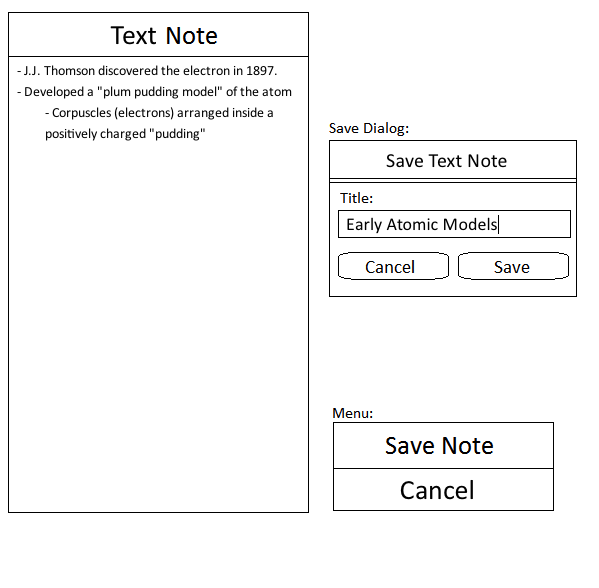 Text Note
- J.J. Thomson discovered the electron in 1897.
- Developed a "plum pudding model" of the atom
- Corpuscles (electrons) arranged inside a
positively charged "pudding"
Save Dialog:
Save Text Note
Title:
Early Atomic Models
Cancel
Save
Menu:
Save Note
Cancel